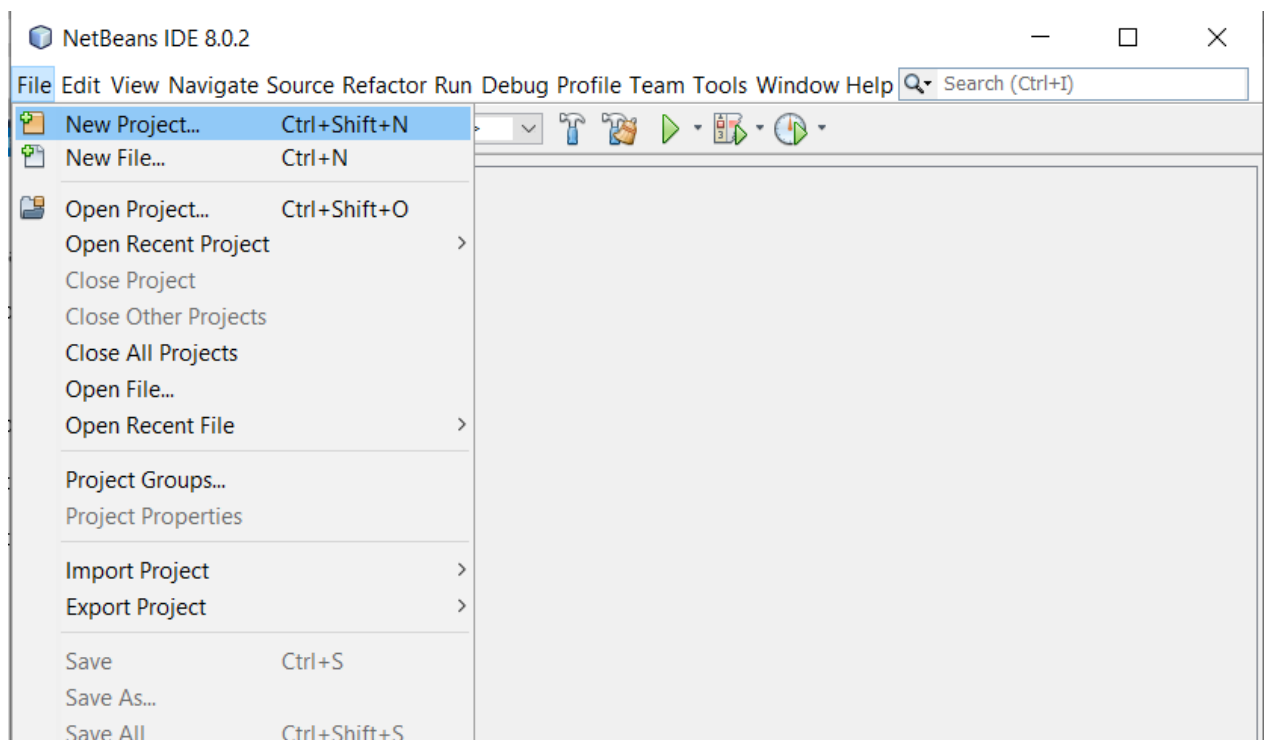 NetBeans IDE 8.0.2
File Edit View Navigate Source Refactor Run Debug Profile Team Tools Window Help Search (Ctrl+I)
New Project... Ctrl+Shift+N
New File... Ctrl+N
Open Project... Ctrl+Shift+O
Open Recent Project
Close Project
Close Other Projects
Close All Projects
Open File...
Open Recent File
Project Groups...
Project Properties
Import Project
Export Project
Save Ctrl+S
Save As...
Save All Ctrl+Shift+S